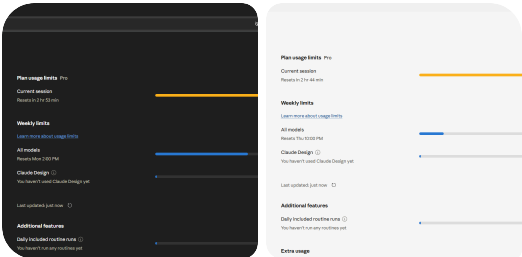 Plan usage limits Pro
Current session
Resets in 2 hr 53 min
Weekly limits
Learn more about usage limits
All models
Resets Mon 2:00 PM
Claude Design
You haven't used Claude Design yet
Last updated: just now
Additional features
Daily included routine runs
You haven't run any routines yet
Plan usage limits Pro
Current session
Resets in 2 hr 44 min
Weekly limits
Learn more about usage limits
All models
Resets Thu 10:00 PM
Claude Design
You haven't used Claude Design yet
Last updated: just now
Additional features
Daily included routine runs
You haven't run any routines yet
Extra usage